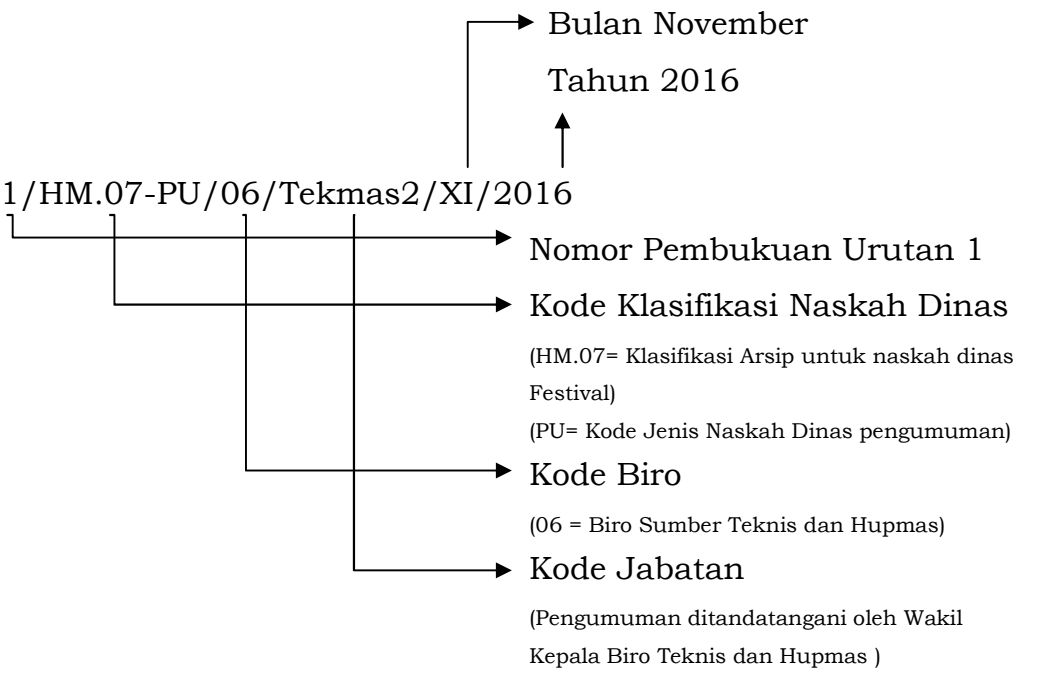 Bulan November
Tahun 2016
1/HM.07-PU/06/Tekmas2/XI/2016
Nomor Pembukuan Urutan 1
Kode Klasifikasi Naskah Dinas
(HM.07= Klasifikasi Arsip untuk naskah dinas
Festival)
(PU= Kode Jenis Naskah Dinas pengumuman)
Kode Biro
(06 = Biro Sumber Teknis dan Hupmas)
Kode Jabatan
(Pengumuman ditandatangani oleh Wakil
Kepala Biro Teknis dan Hupmas )